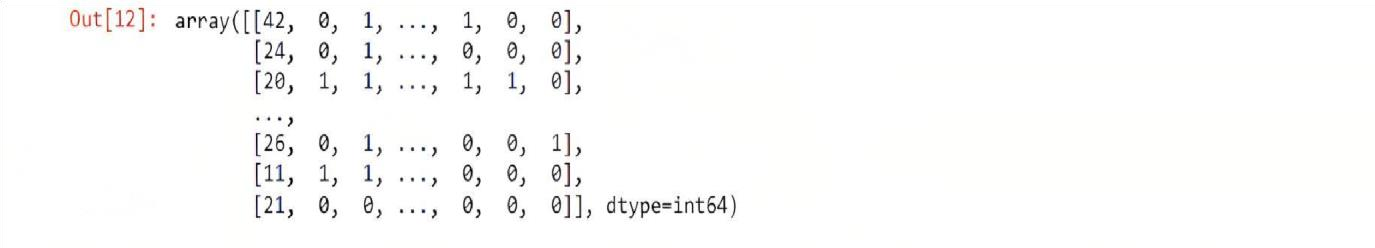 Out[12]: array([[42, 0, 1, ..., 1, 0, 0],
[24, 0, 1, ..., 0, 0, 0],
[20, 1, 1, ..., 1, 1, 0],
...,
[26, 0, 1, ..., 0, 0, 1],
[11, 1, 1, ..., 0, 0, 0],
[21, 0, 0, ..., 0, 0, 0]], dtype=int64)